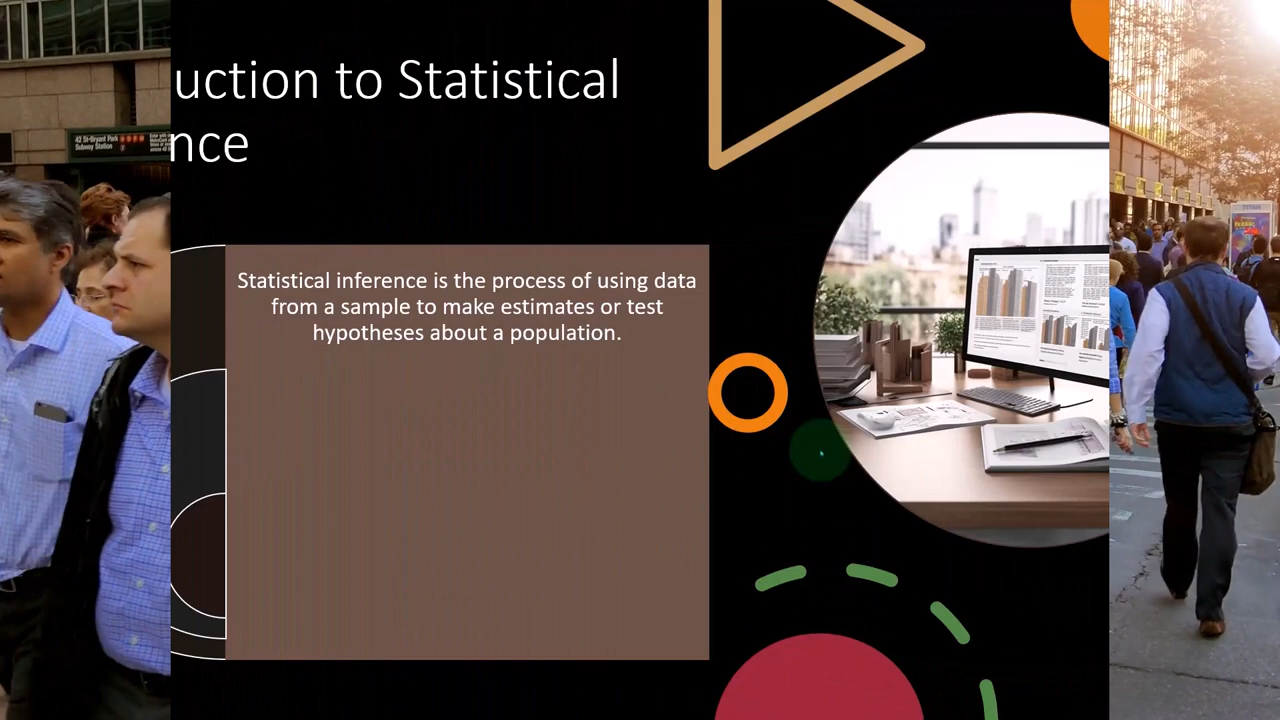 uction to Statistical
nce
Statistical inference is the process of using data
from a sample to make estimates or test
hypotheses about a population.
42 St-Bryant Park
Subway Station